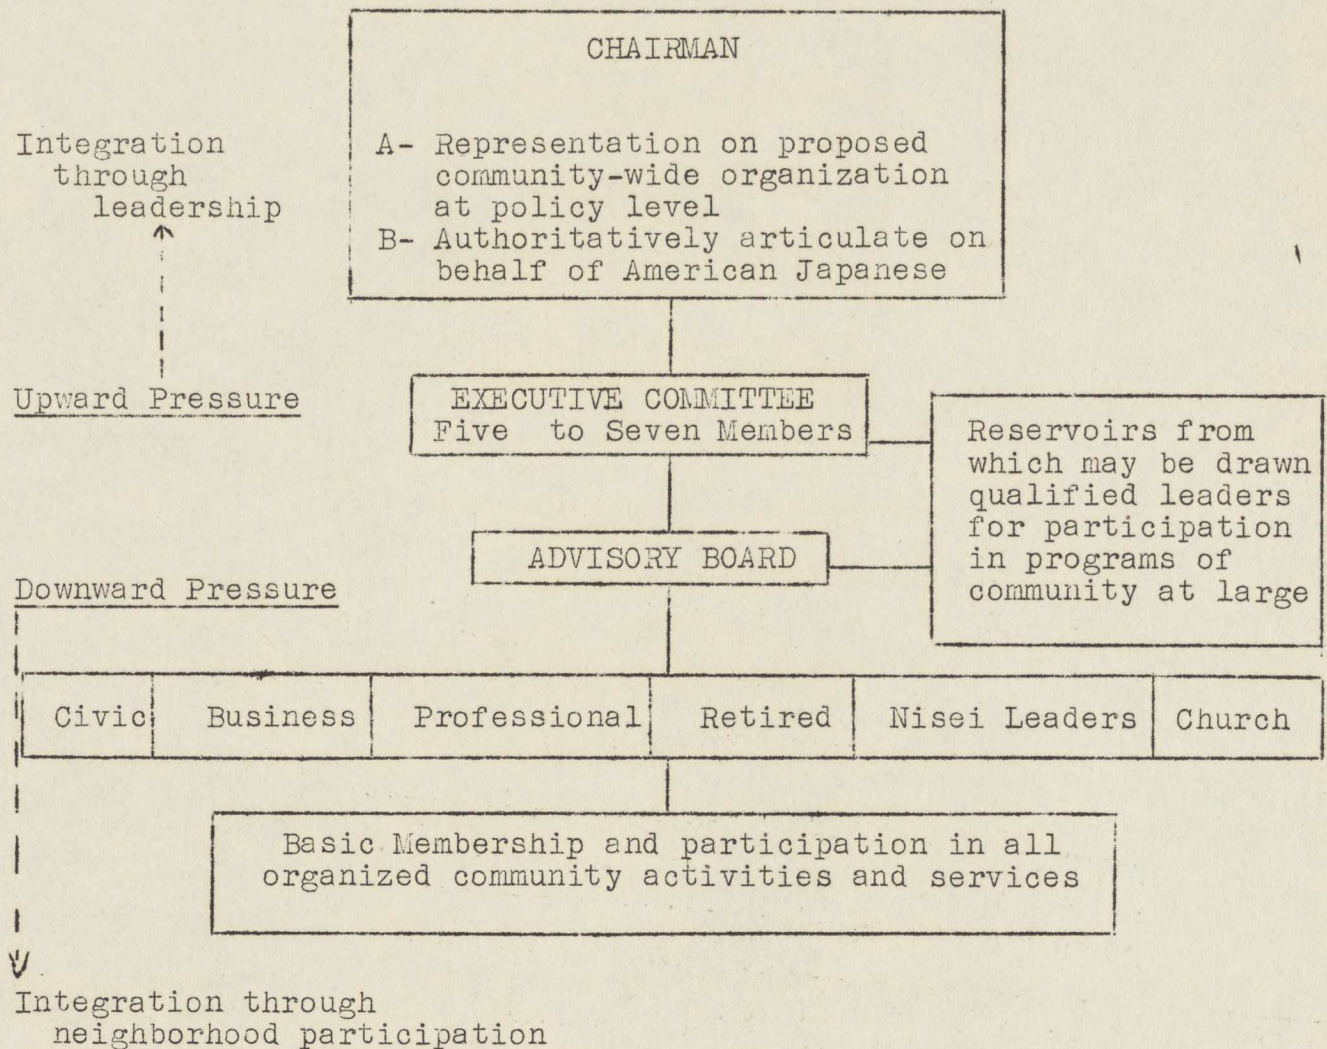 CHAIRMAN
A- Representation on proposed
community-wide organization
at policy level
B- Authoritatively articulate on
behalf of American Japanese
Integration
through
leadership
Upward Pressure
EXECUTIVE COMMITTEE
Five to Seven Members
Reservoirs from
which may be drawn
qualified leaders
for participation
in programs of
community at large
ADVISORY BOARD
Downward Pressure
Civic Business Professional Retired Nisei Leaders Church
Basic Membership and participation in all
organized community activities and services
Integration through
neighborhood participation